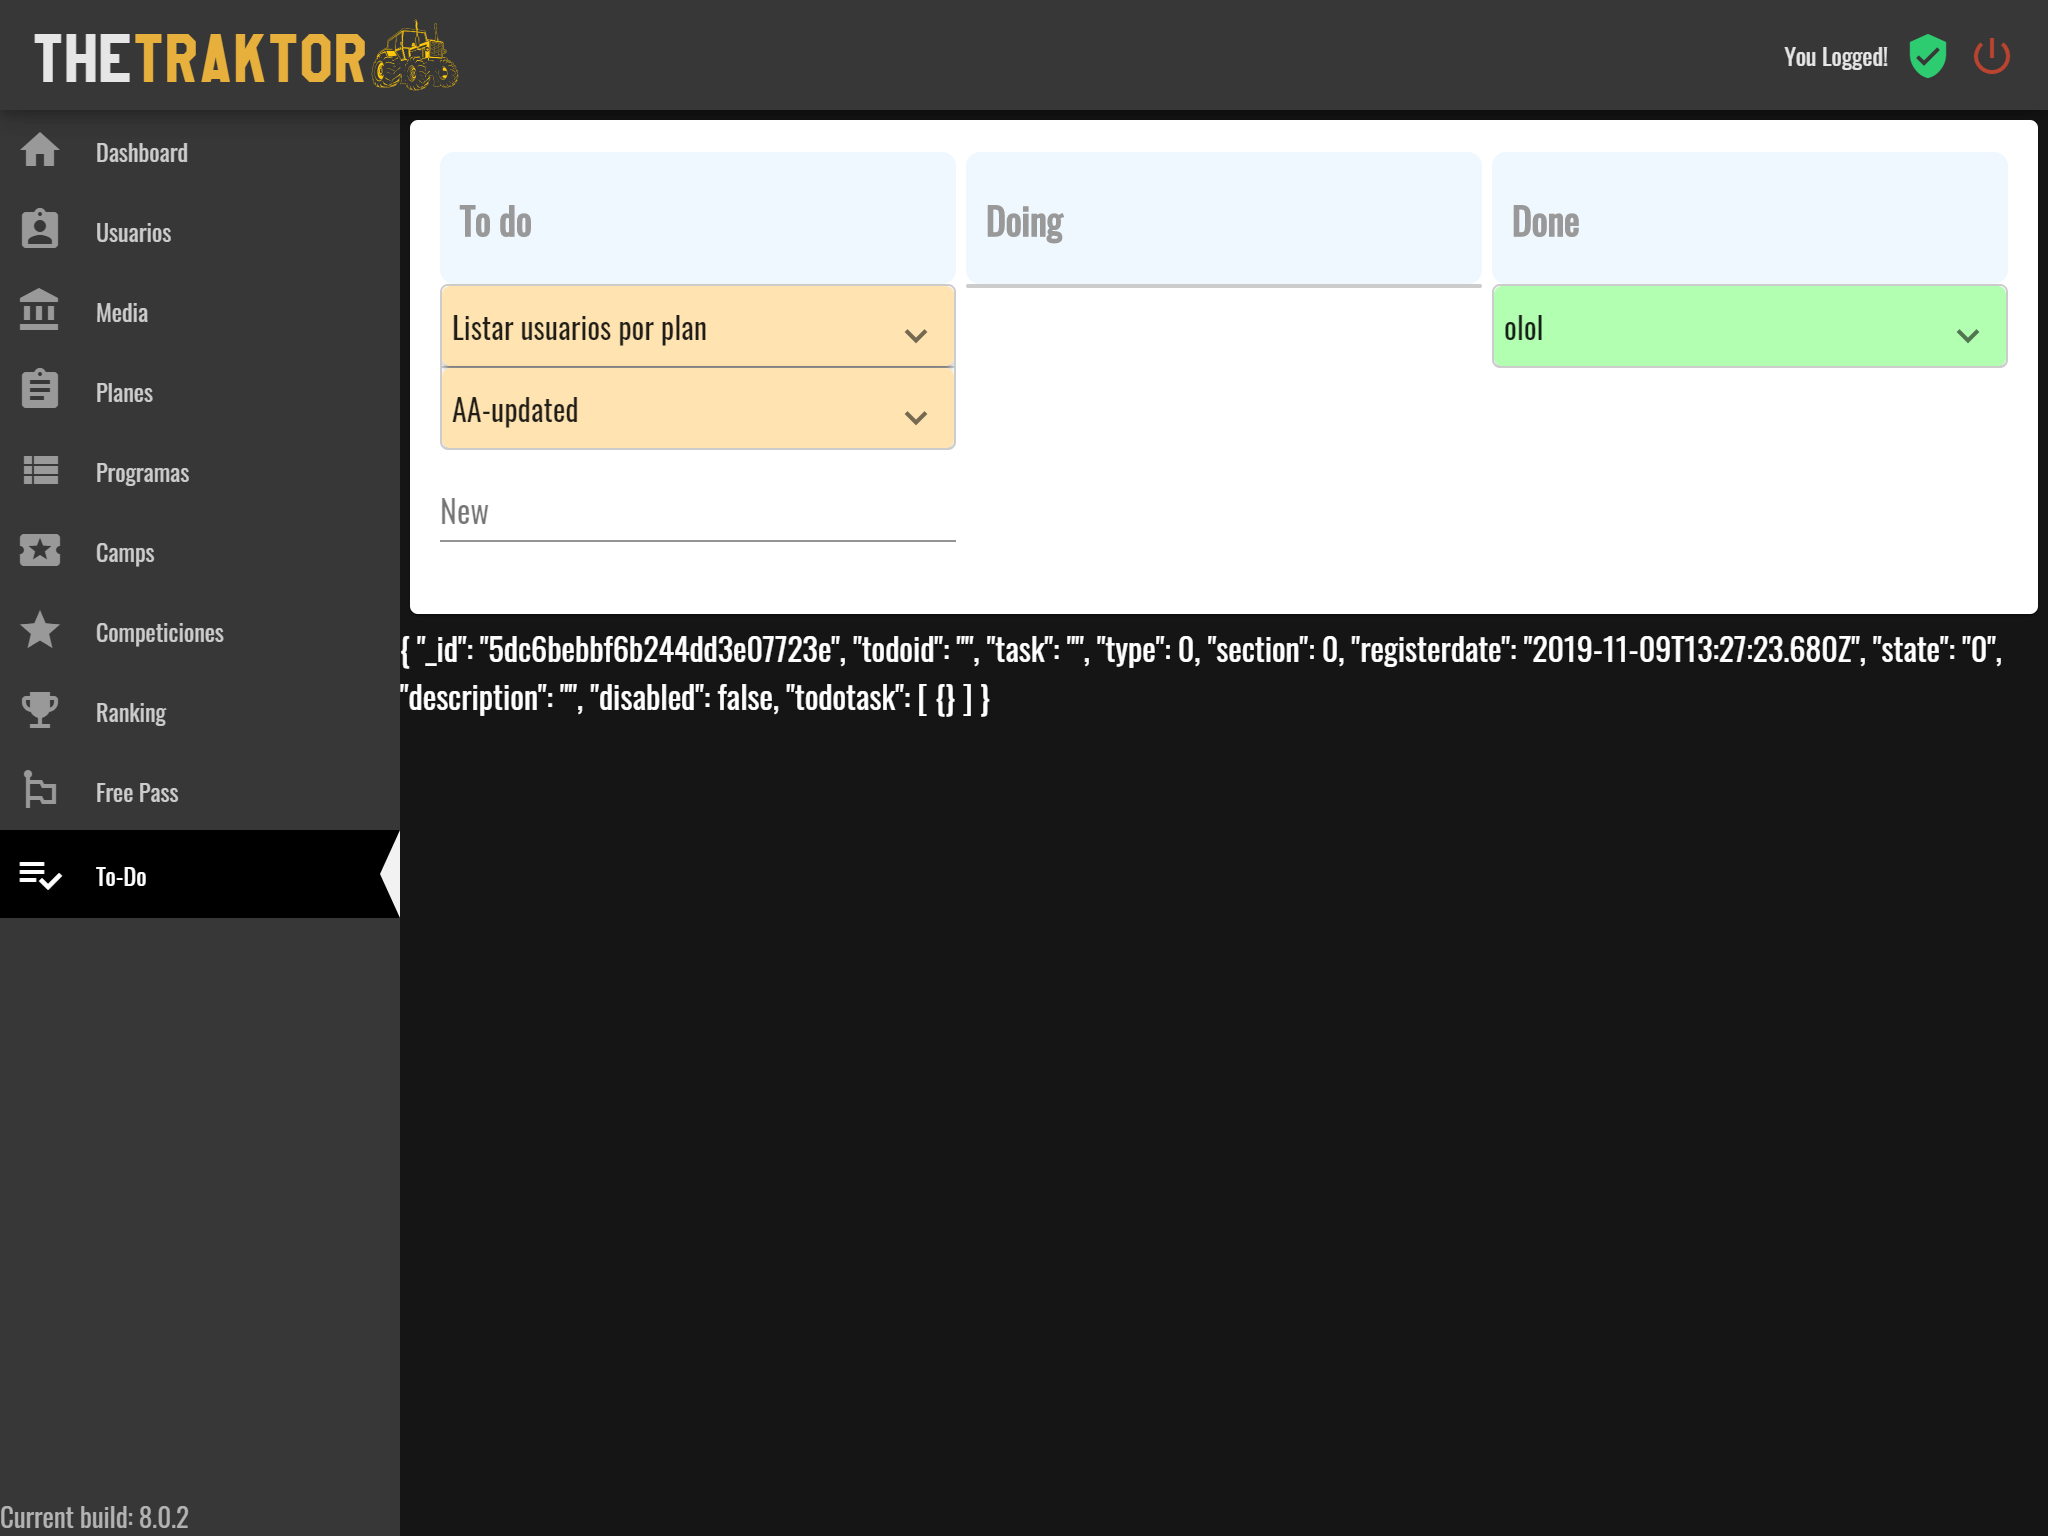 THETRAKTOR
You Logged!
Dashboard
Usuarios
Media
Planes
Programas
Camps
Competiciones
Ranking
Free Pass
To-Do
Current build: 8.0.2
To do
Doing
Done
Listar usuarios por plan
olol
AA-updated
New
{ "_id": "5dc6bebbf6b244dd3e07723e", "todoid": "", "task": "", "type": 0, "section": 0, "registerdate": "2019-11-09T13:27:23.680Z", "state": "0",
"description": "", "disabled": false, "todotask": [ {} ] }